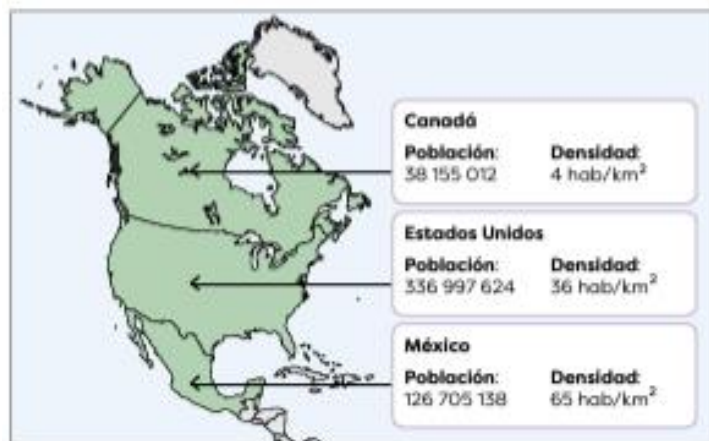 Canadá
Población: Densidad:
38 155 012 4 hab/km²
Estados Unidos
Población: Densidad:
336 997 624 36 hab/km²
México
Población: Densidad:
126 705 138 65 hab/km²